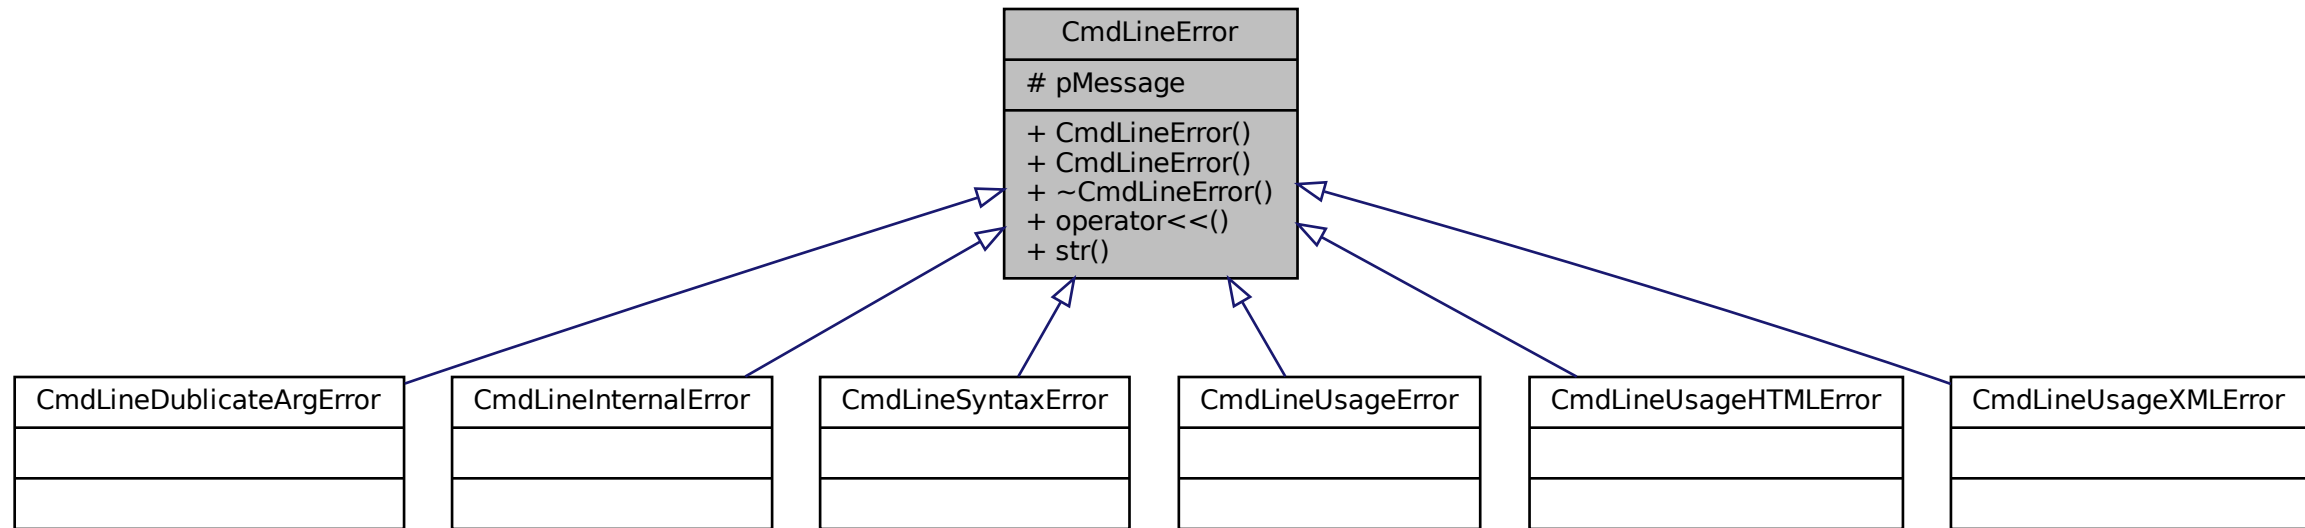 CmdLineError
# pMessage
+ CmdLineError()
+ CmdLineError()
+ ~CmdLineError()
+ operator<<()
+ str()
CmdLineDublicateArgError
CmdLineInternalError
CmdLineSyntaxError
CmdLineUsageError
CmdLineUsageHTMLError
CmdLineUsageXMLError